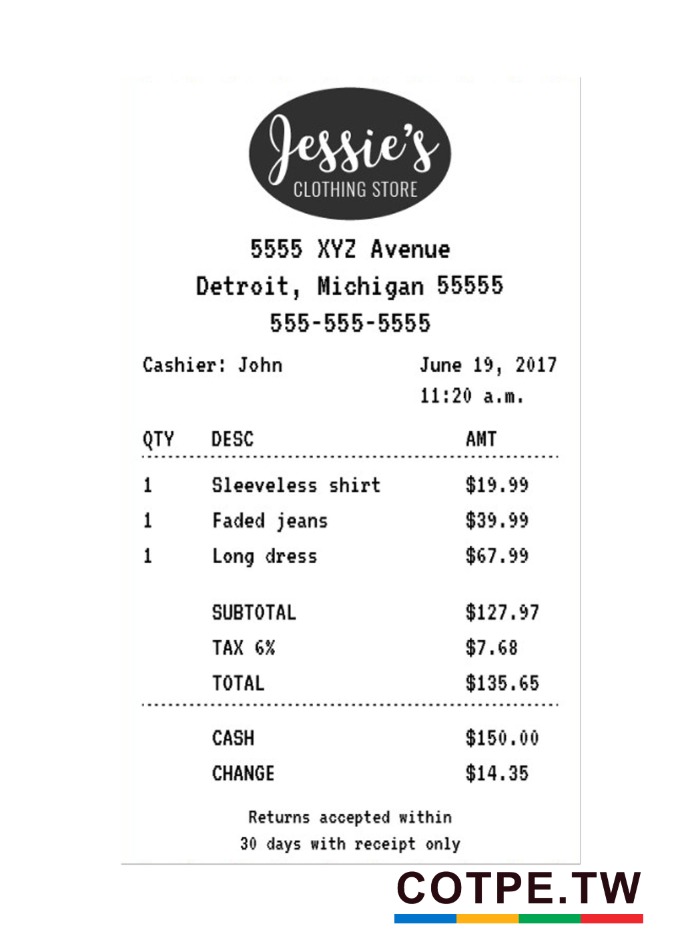 Jessie's
CLOTHING STORE
5555 XYZ Avenue
Detroit, Michigan 55555
555-555-5555
Cashier: John June 19, 2017
11:20 a.m.
QTY DESC AMT
1 Sleeveless shirt $19.99
1 Faded jeans $39.99
1 Long dress $67.99
SUBTOTAL $127.97
TAX 6% $7.68
TOTAL $135.65
CASH $150.00
CHANGE $14.35
Returns accepted within
30 days with receipt only
COTPE.TW